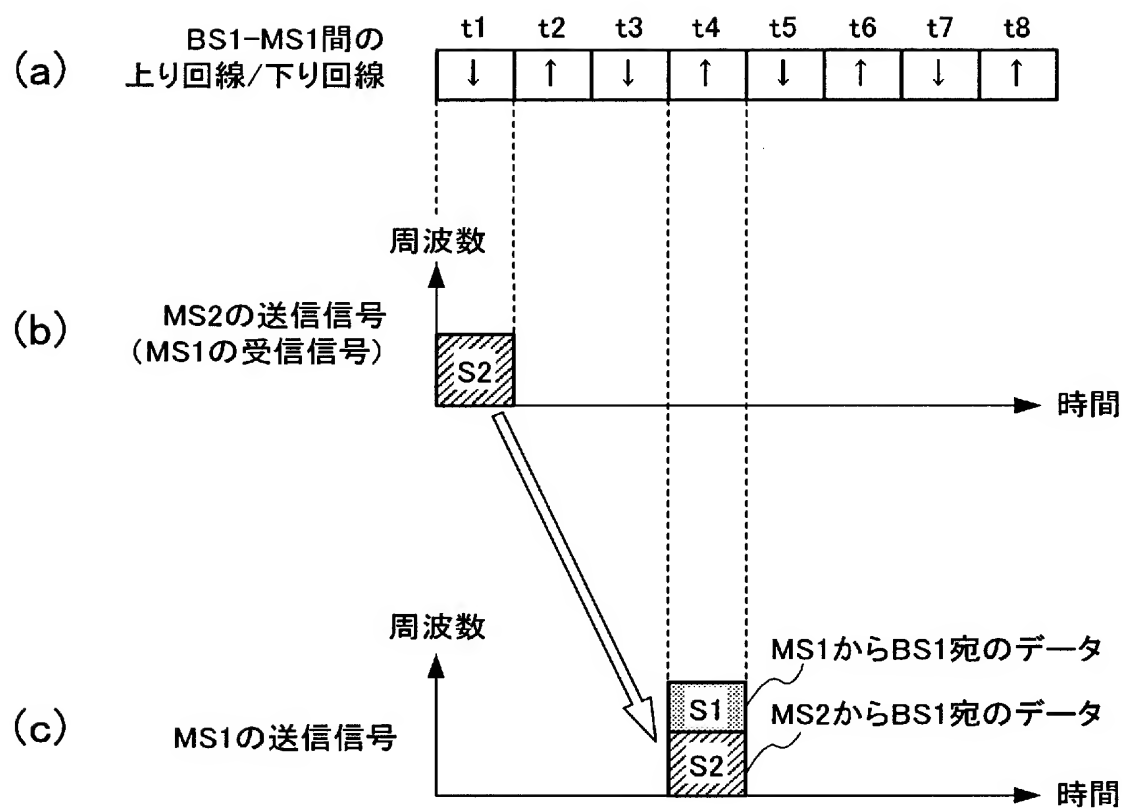 t1 t2 t3 t4 t5 t6 t7 t8
(a)
BS1-MS1間の
上り回線/下り回線
↓ ↑ ↓ ↑ ↓ ↑ ↓ ↑
周波数
(b)
MS2の送信信号
(MS1の受信信号)
S2
時間
周波数
MS1からBS1宛のデータ
S1
MS2からBS1宛のデータ
(c)
MS1の送信信号
S2
時間